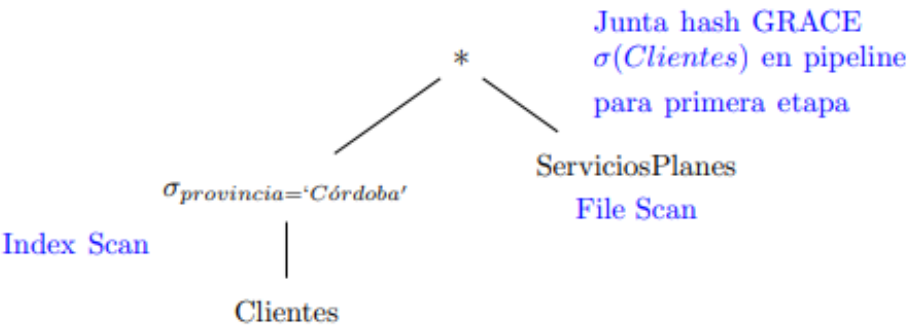 Junta hash GRACE
σ(Clientes) en pipeline
para primera etapa
*
ServiciosPlanes
File Scan
σprovincia=‘Córdoba′
Index Scan
Clientes